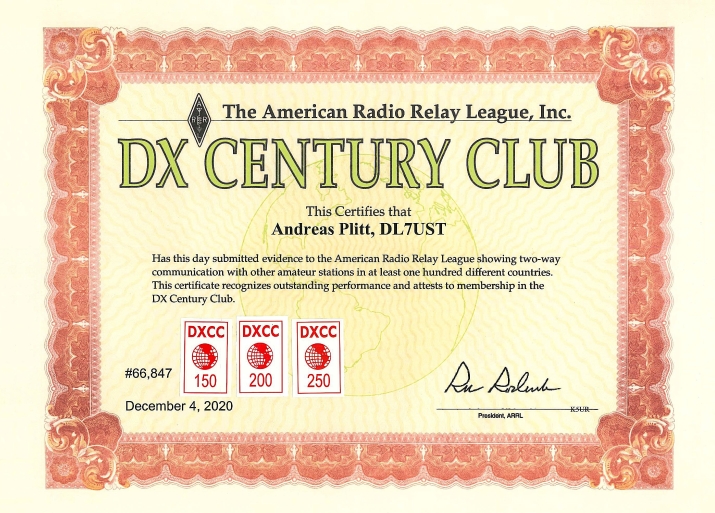 The American Radio Relay League, Inc.
DX CENTURY CLUB
This Certifies that
Andreas Plitt, DL7UST
Has this day submitted evidence to the American Radio Relay League showing two-way
communication with other amateur stations in at least one hundred different countries.
This certificate recognizes outstanding performance and attests to membership in the
DX Century Club.
#66,847
DXCC
150
DXCC
200
DXCC
250
December 4, 2020
K5UR
President, ARRL